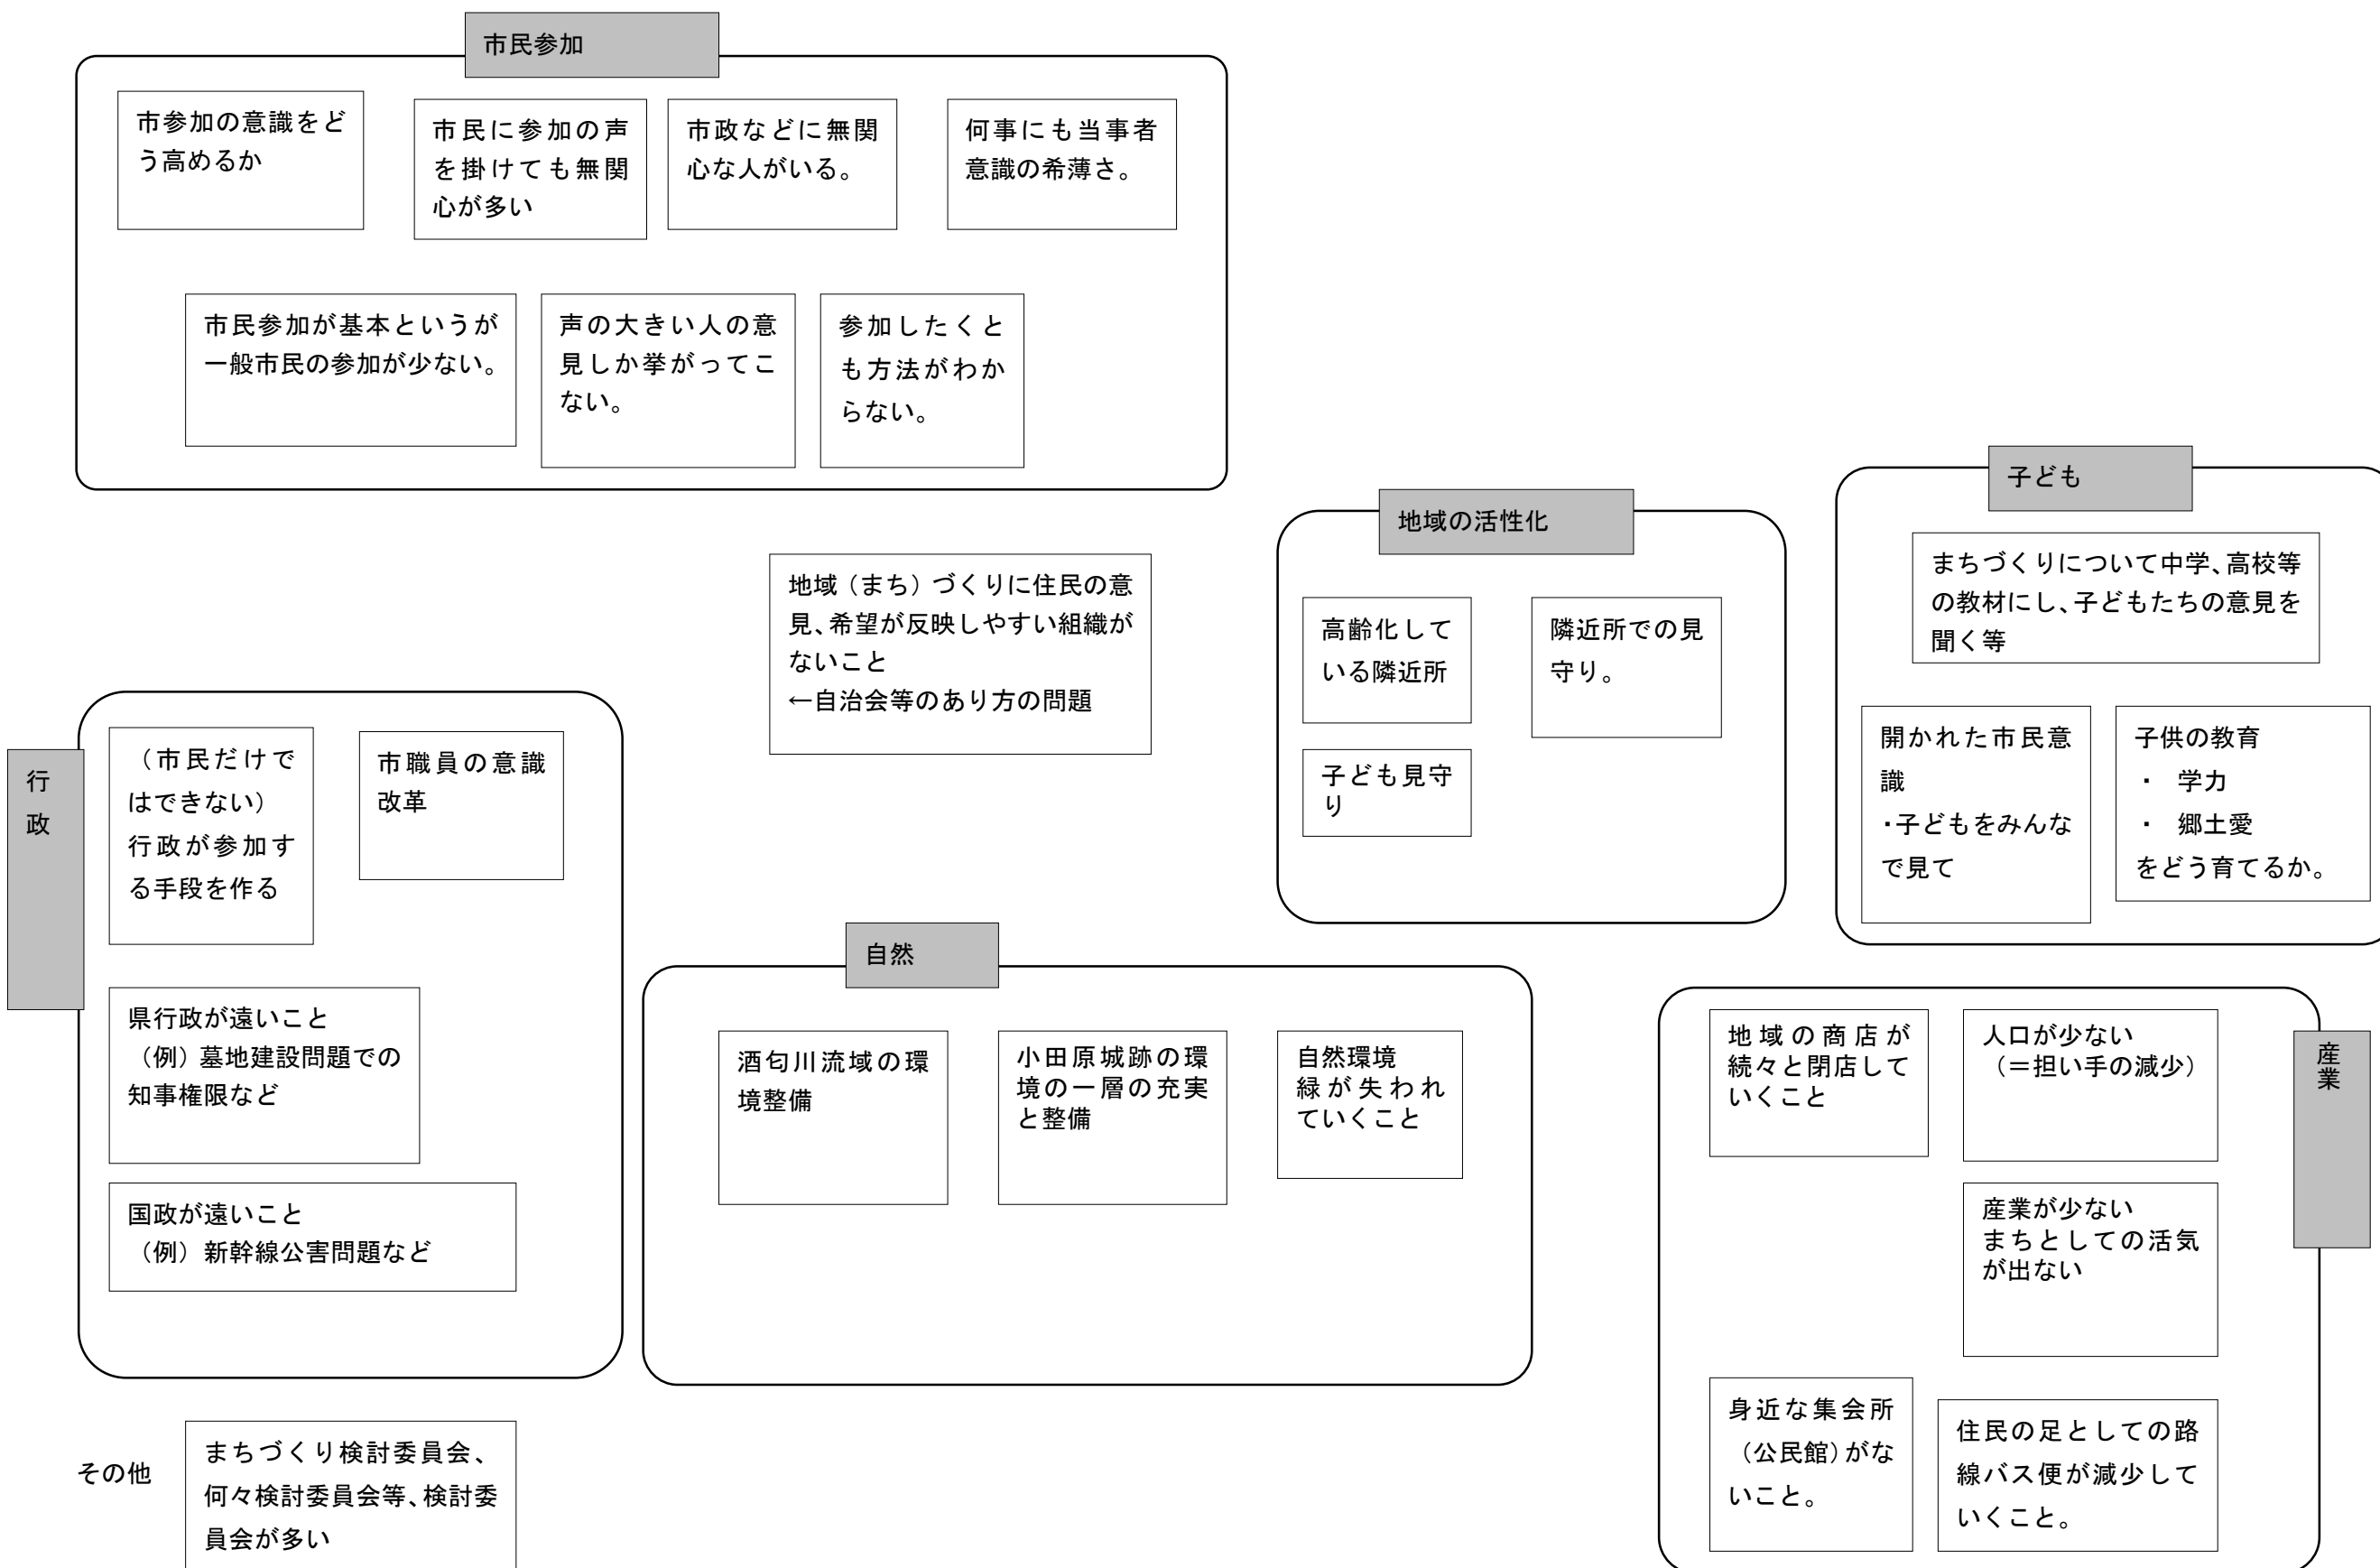 市民参加
市参加の意識をど
う高めるか
市民に参加の声
を掛けても無関
心が多い
市政などに無関
心な人がいる。
何事にも当事者
意識の希薄さ。
市民参加が基本というが
一般市民の参加が少ない。
声の大きい人の意
見しか挙がってこ
ない。
参加したくと
も方法がわか
らない。
地域（まち）づくりに住民の意
見、希望が反映しやすい組織が
ないこと
←自治会等のあり方の問題
地域の活性化
高齢化して
いる隣近所
隣近所での見
守り。
子ども見守
り
子ども
まちづくりについて中学、高校等
の教材にし、子どもたちの意見を
聞く等
開かれた市民意
識
・子どもをみんな
で見て
子供の教育
・ 学力
・ 郷土愛
をどう育てるか。
行
政
（市民だけで
はできない）
行政が参加す
る手段を作る
市職員の意識
改革
県行政が遠いこと
（例）墓地建設問題での
知事権限など
国政が遠いこと
（例）新幹線公害問題など
自然
酒匂川流域の環
境整備
小田原城跡の環
境の一層の充実
と整備
自然環境
緑が失われ
ていくこと
産
業
地域の商店が
続々と閉店して
いくこと
人口が少ない
（＝担い手の減少）
産業が少ない
まちとしての活気
が出ない
身近な集会所
（公民館）がな
いこと。
住民の足としての路
線バス便が減少して
いくこと。
その他
まちづくり検討委員会、
何々検討委員会等、検討委
員会が多い